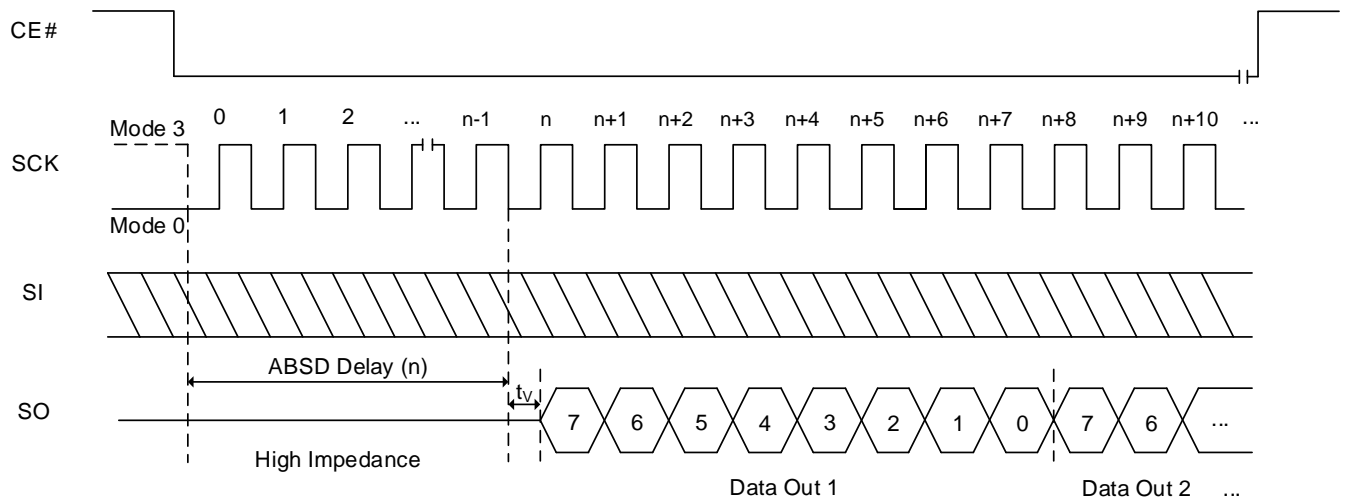 CE#
0 1 2 ... n-1 n n+1 n+2 n+3 n+4 n+5 n+6 n+7 n+8 n+9 n+10 ...
Mode 3
SCK
Mode 0
SI
ABSD Delay (n)
tV
SO
7 6 5 4 3 2 1 0 7 6 ...
High Impedance
Data Out 1 Data Out 2 ...